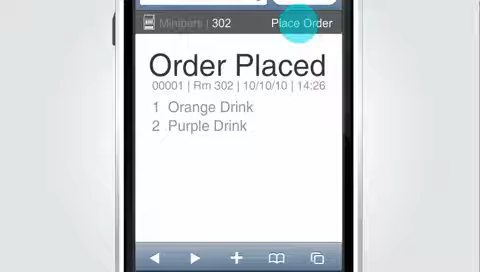 Minibars | 302 Place Order
Order Placed
00001 | Rm 302 | 10/10/10 | 14:26
1 Orange Drink
2 Purple Drink